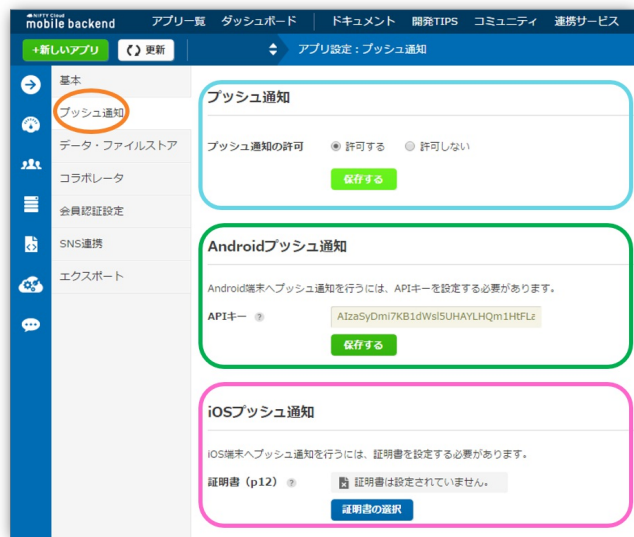 NIFTY Cloud
mobile backend
アプリ一覧 ダッシュボード ドキュメント 開発TIPS コミュニティ 連携サービス
+新しいアプリ 更新 アプリ設定：プッシュ通知
基本
プッシュ通知
データ・ファイルストア
コラボレータ
会員認証設定
SNS連携
エクスポート
プッシュ通知
プッシュ通知の許可 許可する 許可しない
保存する
Androidプッシュ通知
Android端末へプッシュ通知を行うには、APIキーを設定する必要があります。
APIキー ? AIzaSyDmi7KB1dWsl5UHAYLHQm1HtFLa
保存する
iOSプッシュ通知
iOS端末へプッシュ通知を行うには、証明書を設定する必要があります。
証明書（p12） ? 証明書は設定されていません。
証明書の選択